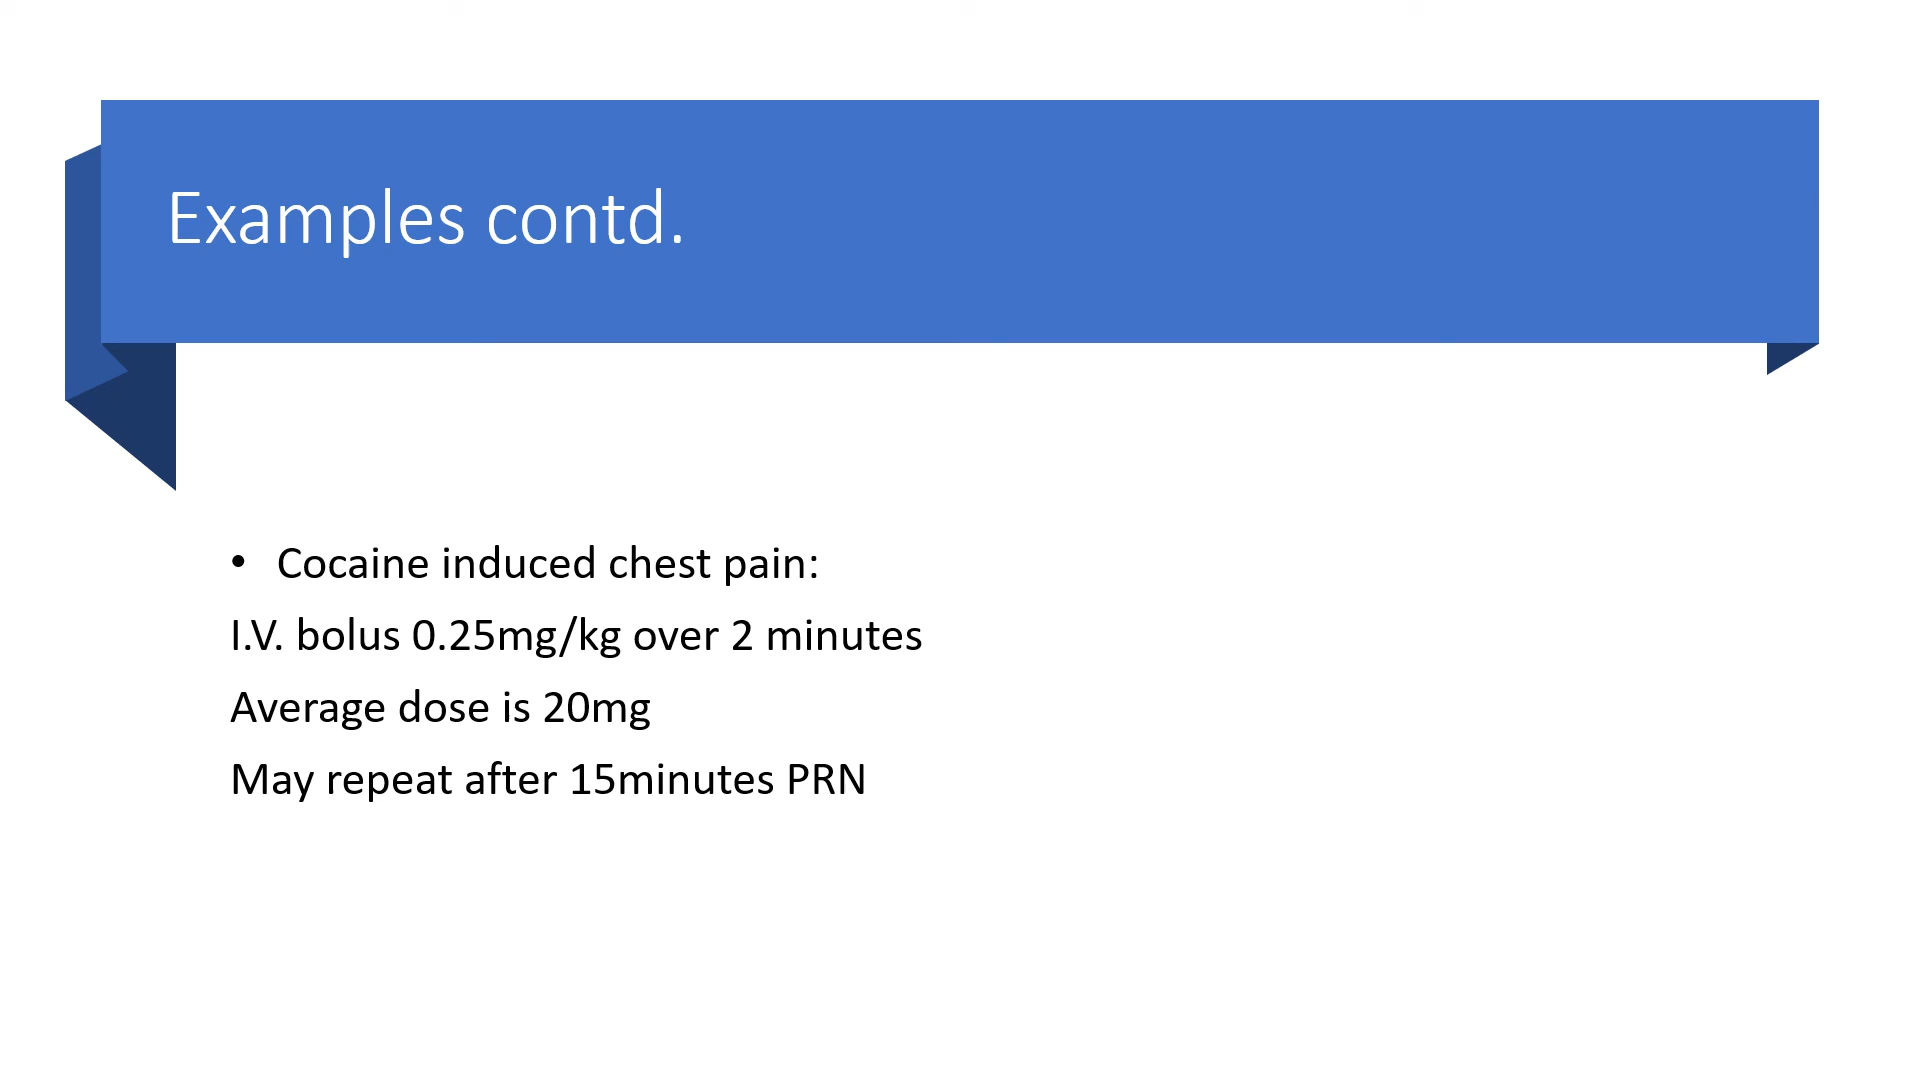 Examples contd.
• Cocaine induced chest pain:
I.V. bolus 0.25mg/kg over 2 minutes
Average dose is 20mg
May repeat after 15minutes PRN